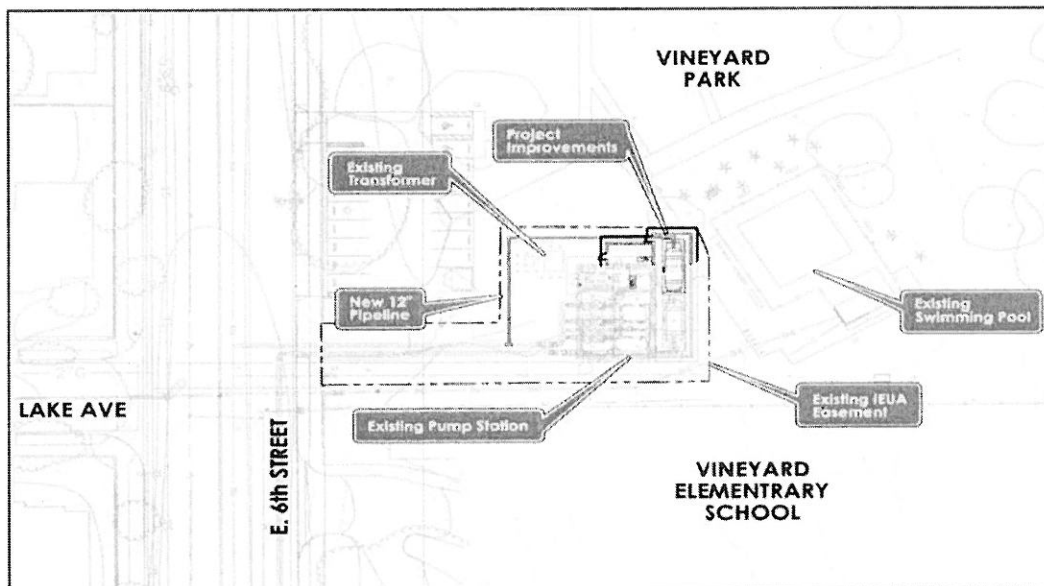 VINEYARD
PARK
Project
Improvements
Existing
Transformer
New 12"
Pipeline
Existing
Swimming Pool
Existing IEUA
Easement
Existing Pump Station
LAKE AVE
E. 6th STREET
VINEYARD
ELEMENTRARY
SCHOOL